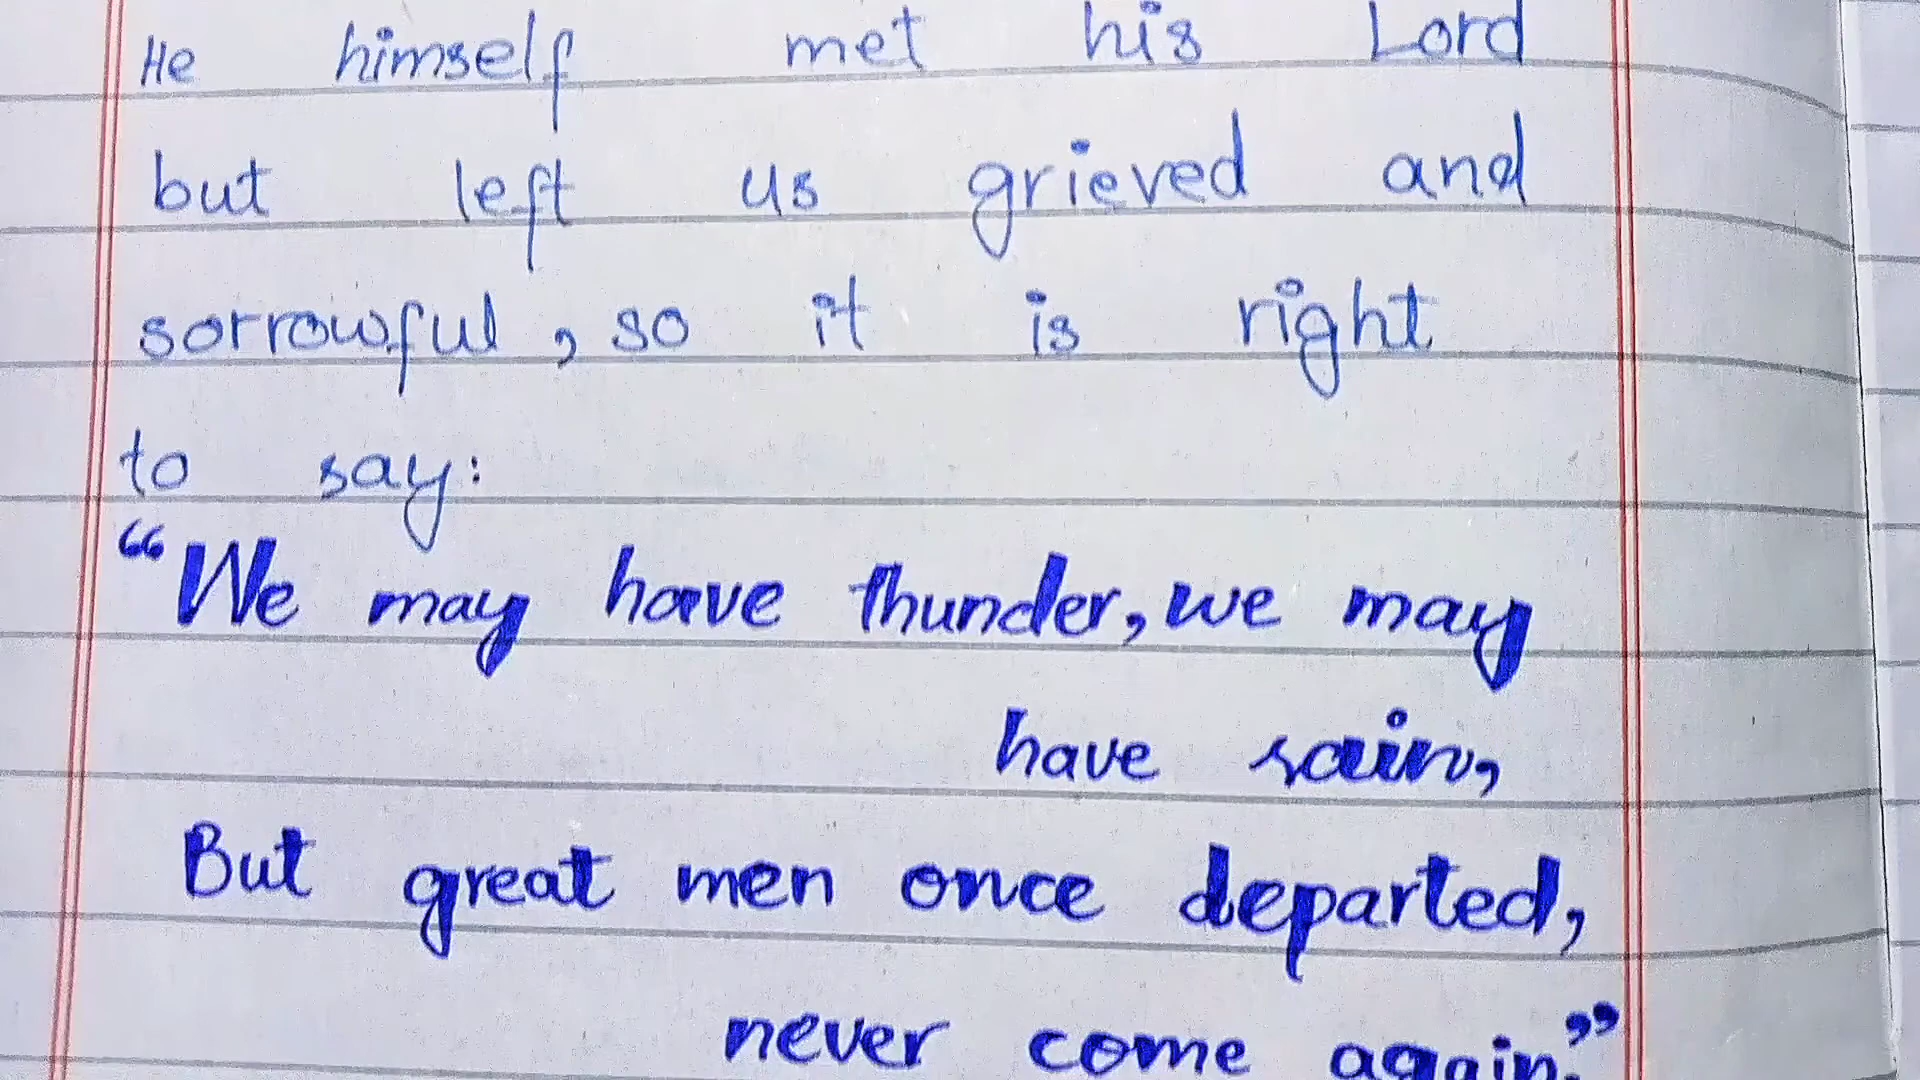 He himself met his Lord
but left us grieved and
sorrowful, so it is right
to say:
“We may have thunder, we may
have rain,
But great men once departed,
never come again.”